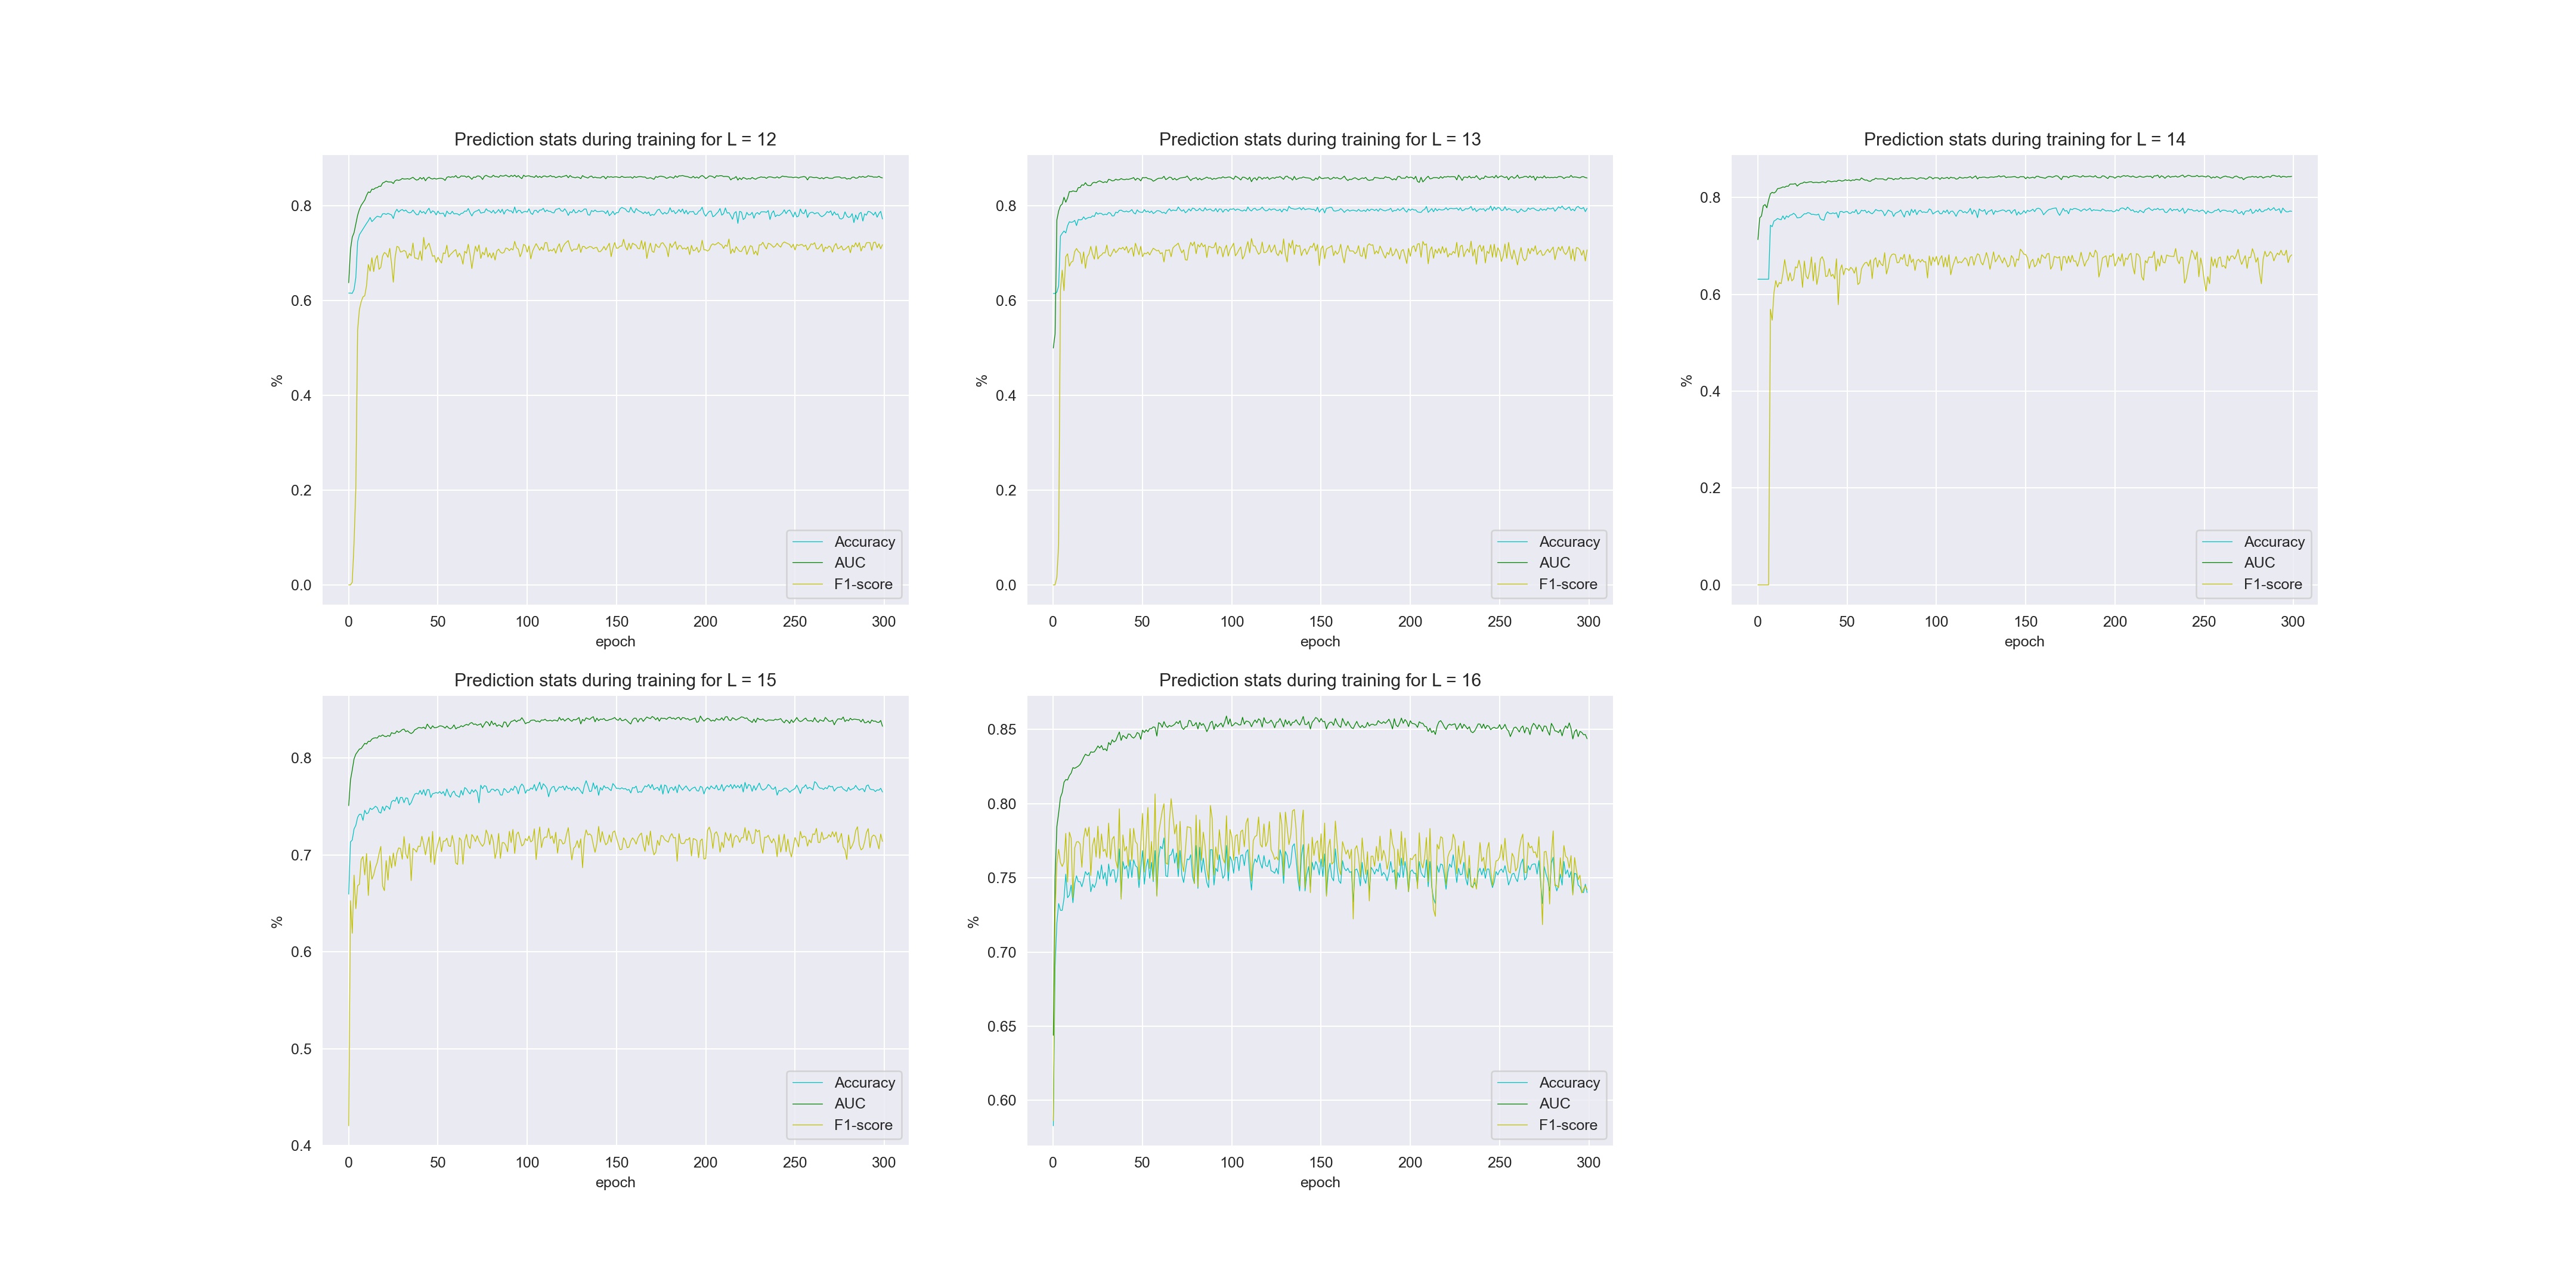 Prediction stats during training for L = 12
%
0.8
0.6
0.4
0.2
0.0
Accuracy
AUC
F1-score
0 50 100 150 200 250 300
epoch
Prediction stats during training for L = 13
%
0.8
0.6
0.4
0.2
0.0
Accuracy
AUC
F1-score
0 50 100 150 200 250 300
epoch
Prediction stats during training for L = 14
%
0.8
0.6
0.4
0.2
0.0
Accuracy
AUC
F1-score
0 50 100 150 200 250 300
epoch
Prediction stats during training for L = 15
%
0.8
0.7
0.6
0.5
0.4
Accuracy
AUC
F1-score
0 50 100 150 200 250 300
epoch
Prediction stats during training for L = 16
%
0.85
0.80
0.75
0.70
0.65
0.60
Accuracy
AUC
F1-score
0 50 100 150 200 250 300
epoch